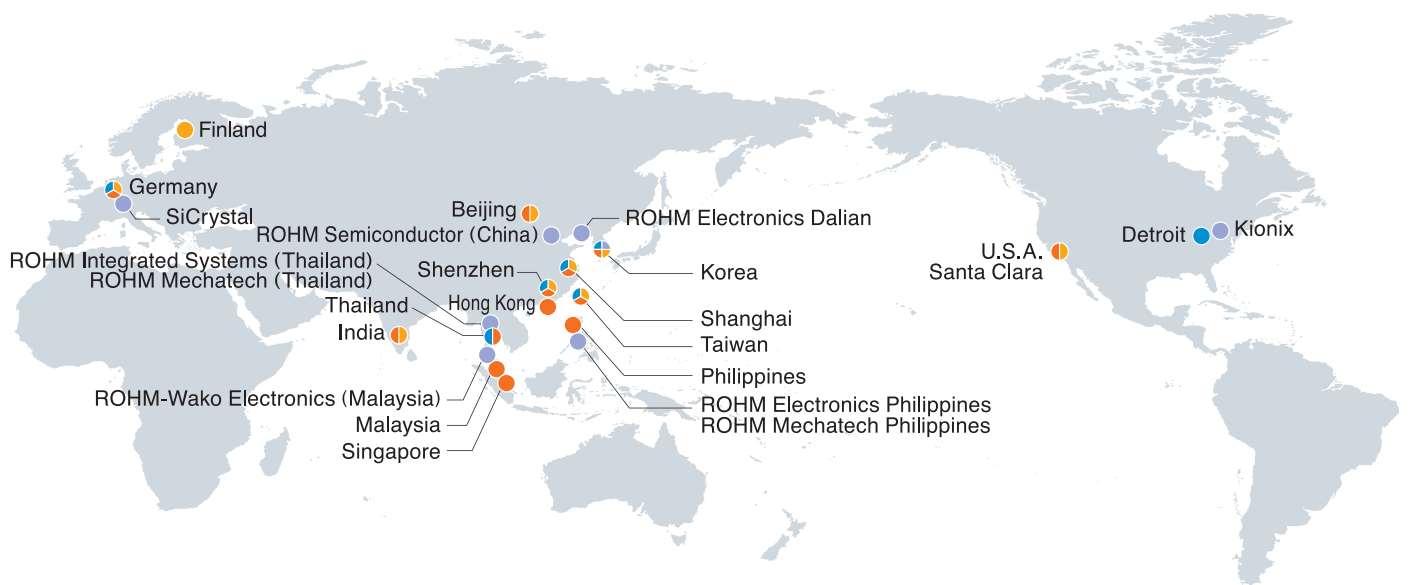 Finland
Germany
SiCrystal
Beijing
ROHM Semiconductor (China)
ROHM Electronics Dalian
ROHM Integrated Systems (Thailand)
ROHM Mechatech (Thailand)
Shenzhen
Korea
Thailand
Hong Kong
India
Shanghai
Taiwan
Philippines
ROHM-Wako Electronics (Malaysia)
Malaysia
Singapore
ROHM Electronics Philippines
ROHM Mechatech Philippines
U.S.A.
Santa Clara
Detroit
Kionix